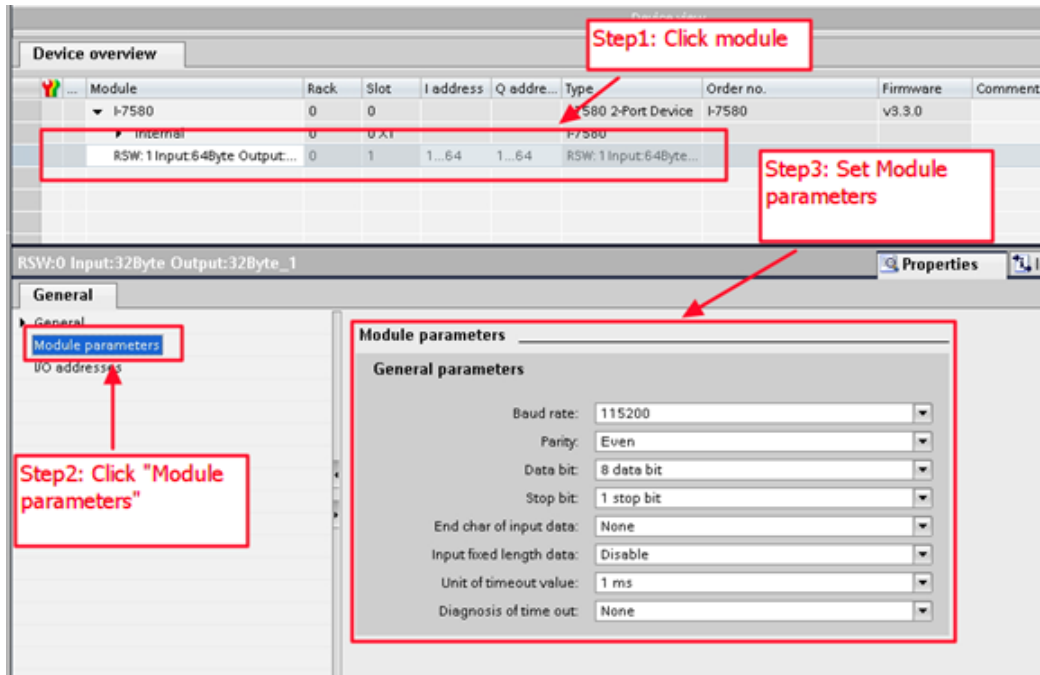 Device view
Step1: Click module
Device overview
... Module Rack Slot I address Q addre... Type Order no. Firmware Comment
I-7580 0 0 7580 2-Port Device I-7580 v3.3.0
Internal 0 0 X1 I-7580
RSW: 1 Input:64Byte Output:... 0 1 1...64 1...64 RSW: 1 Input:64Byte...
Step3: Set Module
parameters
RSW:0 Input:32Byte Output:32Byte_1
Properties
General
General
Module parameters
I/O addresses
Step2: Click "Module
parameters"
Module parameters
General parameters
Baud rate: 115200
Parity: Even
Data bit: 8 data bit
Stop bit: 1 stop bit
End char of input data: None
Input fixed length data: Disable
Unit of timeout value: 1 ms
Diagnosis of time out: None